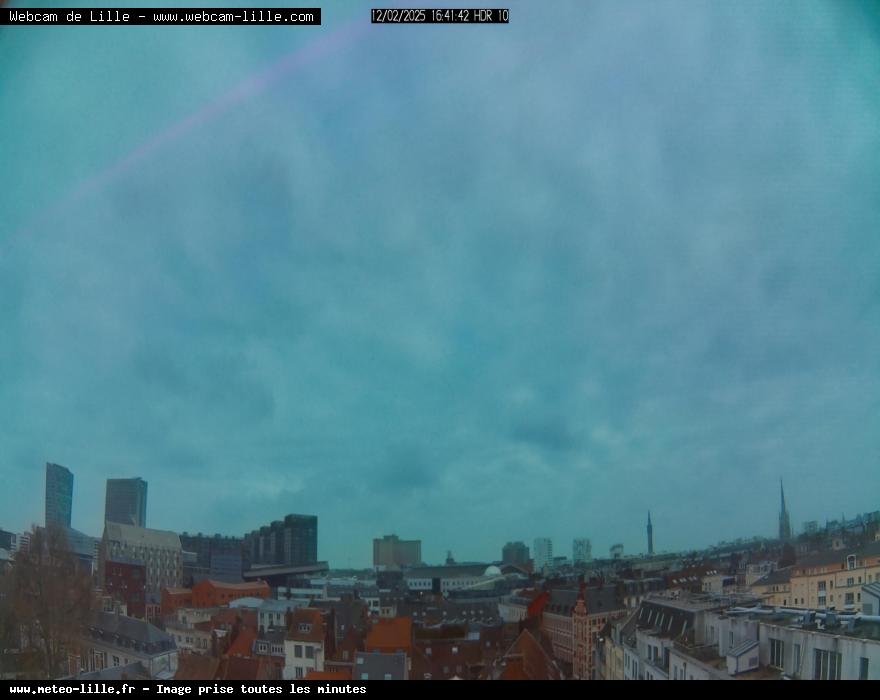 Webcam de Lille - www.webcam-lille.com
12/02/2025 16:41:42 HDR 10
www.meteo-lille.fr - Image prise toutes les minutes